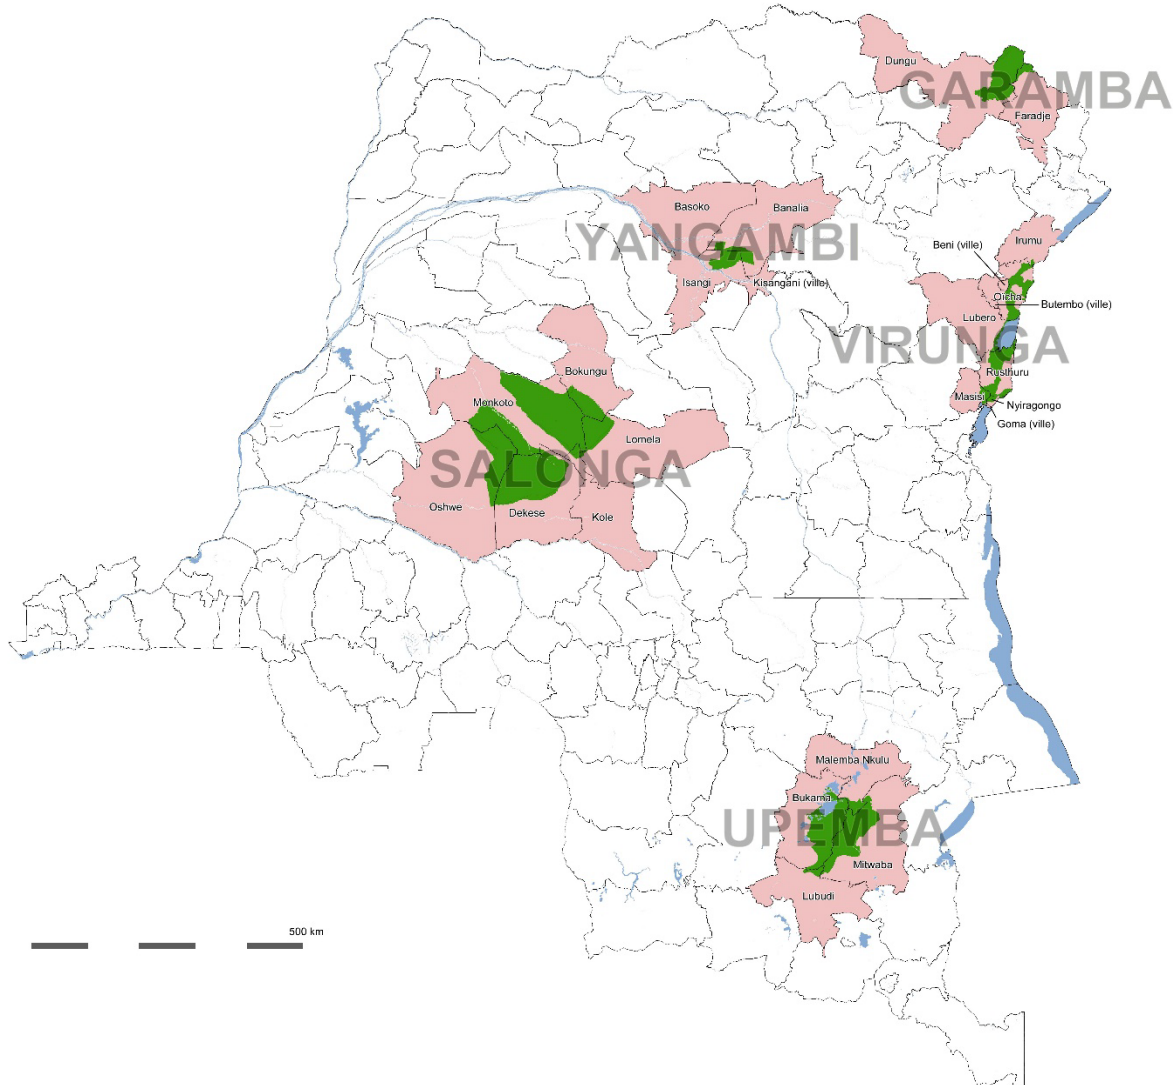 Dungu
GARAMBA
Faradje
Basoko
Banalia
YANGAMBI
Isangi
Kisangani (ville)
Irumu
Beni (ville)
Oicha
Butembo (ville)
Lubero
VIRUNGA
Rusthuru
Masisi
Nyiragongo
Goma (ville)
Bokungu
Monkoto
Lomela
SALONGA
Oshwe
Dekese
Kole
Malemba Nkulu
Bukama
UPEMBA
Mitwaba
Lubudi
500 km